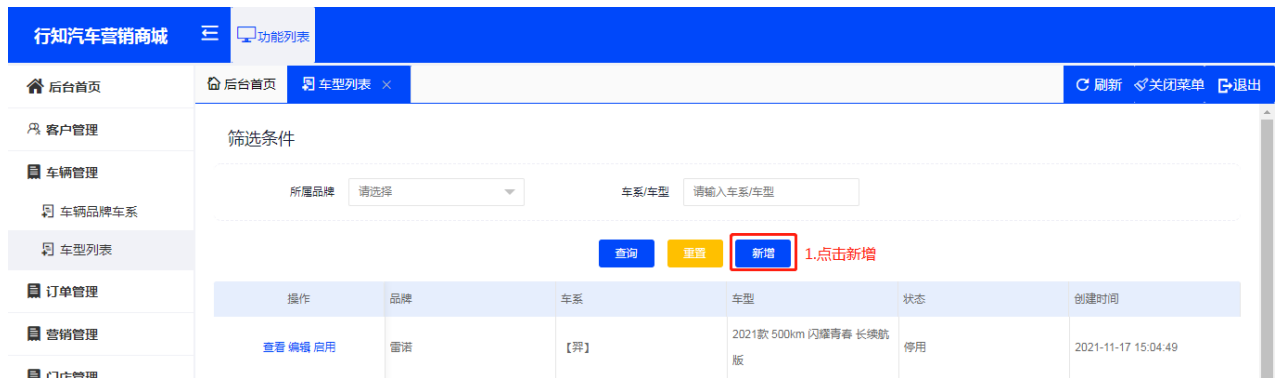 行知汽车营销商城 功能列表
后台首页 后台首页 车型列表 × 刷新 关闭菜单 退出
客户管理
筛选条件
车辆管理
所属品牌 请选择 车系/车型 请输入车系/车型
车辆品牌车系
车型列表
查询 重置 新增 1.点击新增
订单管理
操作 品牌 车系 车型 状态 创建时间
营销管理
查看 编辑 启用 雷诺 【羿】 2021款 500km 闪耀青春 长续航
版 停用 2021-11-17 15:04:49
门店管理